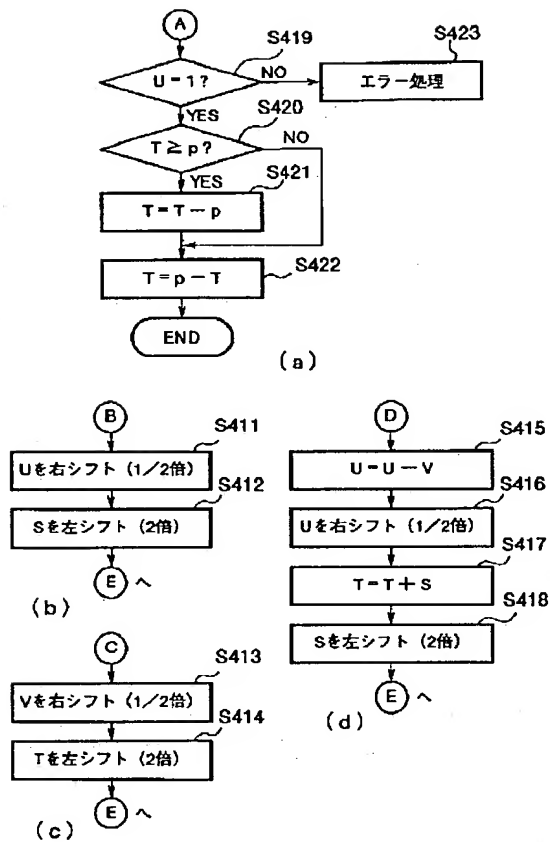 A
S419
U=1?
NO
S423
エラー処理
YES
S420
T≧p?
NO
YES
S421
T=T-p
S422
T=p-T
END
(a)
B
S411
Uを右シフト(1/2倍)
S412
Sを左シフト(2倍)
E へ
(b)
C
S413
Vを右シフト(1/2倍)
S414
Tを左シフト(2倍)
E へ
(c)
D
S415
U=U-V
S416
Uを右シフト(1/2倍)
S417
T=T+S
S418
Sを左シフト(2倍)
E へ
(d)